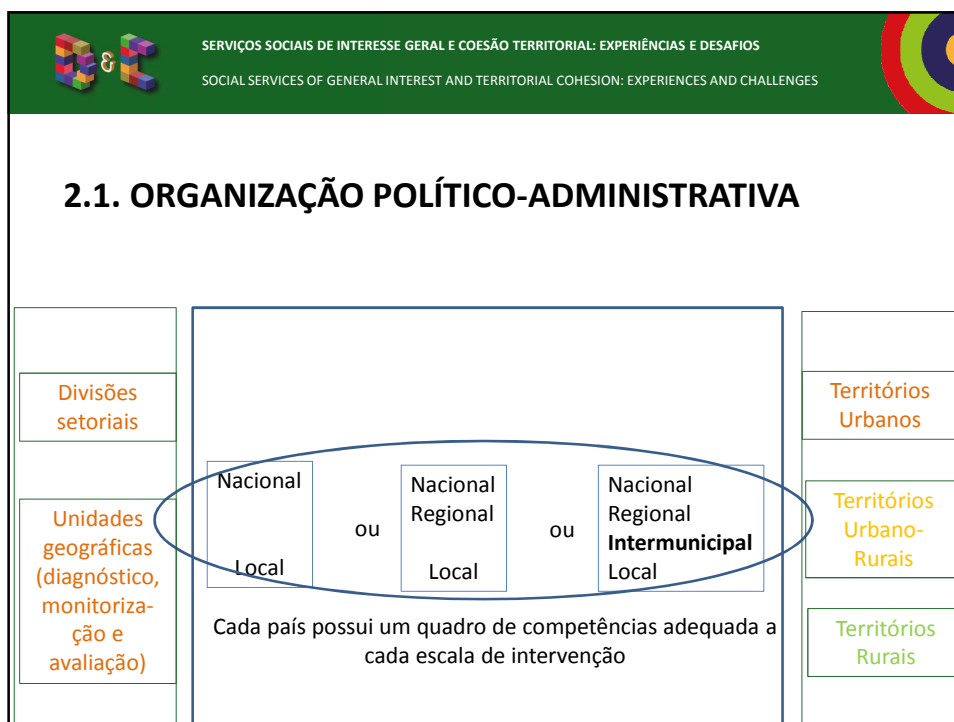 D&C
SERVIÇOS SOCIAIS DE INTERESSE GERAL E COESÃO TERRITORIAL: EXPERIÊNCIAS E DESAFIOS
SOCIAL SERVICES OF GENERAL INTEREST AND TERRITORIAL COHESION: EXPERIENCES AND CHALLENGES
2.1. ORGANIZAÇÃO POLÍTICO-ADMINISTRATIVA
Divisões
setoriais
Unidades
geográficas
(diagnóstico,
monitoriza-
ção e
avaliação)
Nacional
Local
ou
Nacional
Regional
Local
ou
Nacional
Regional
Intermunicipal
Local
Cada país possui um quadro de competências adequada a
cada escala de intervenção
Territórios
Urbanos
Territórios
Urbano-
Rurais
Territórios
Rurais